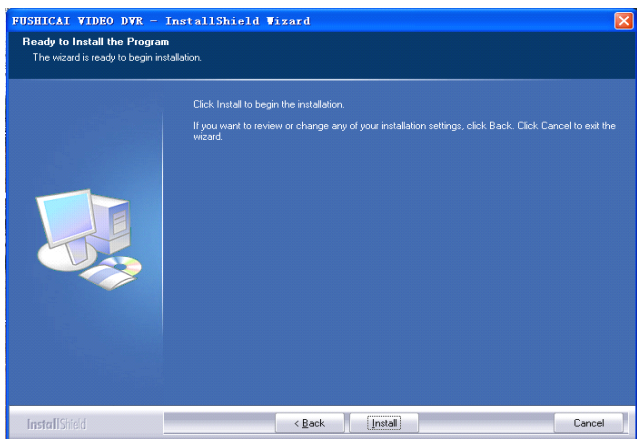 FUSHICAI VIDEO DVR - InstallShield Wizard
Ready to Install the Program
The wizard is ready to begin installation.
Click Install to begin the installation.
If you want to review or change any of your installation settings, click Back. Click Cancel to exit the
wizard.
InstallShield
< Back
Install
Cancel